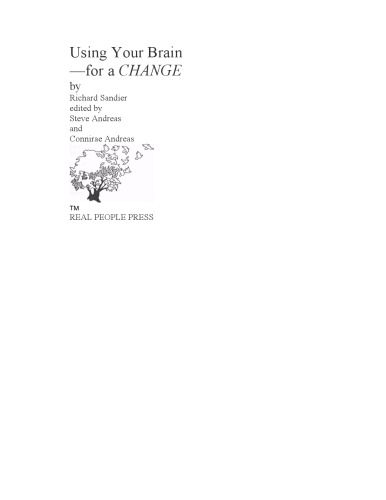 Using Your Brain
—for a CHANGE
by
Richard Sandier
edited by
Steve Andreas
and
Connirae Andreas
TM
REAL PEOPLE PRESS